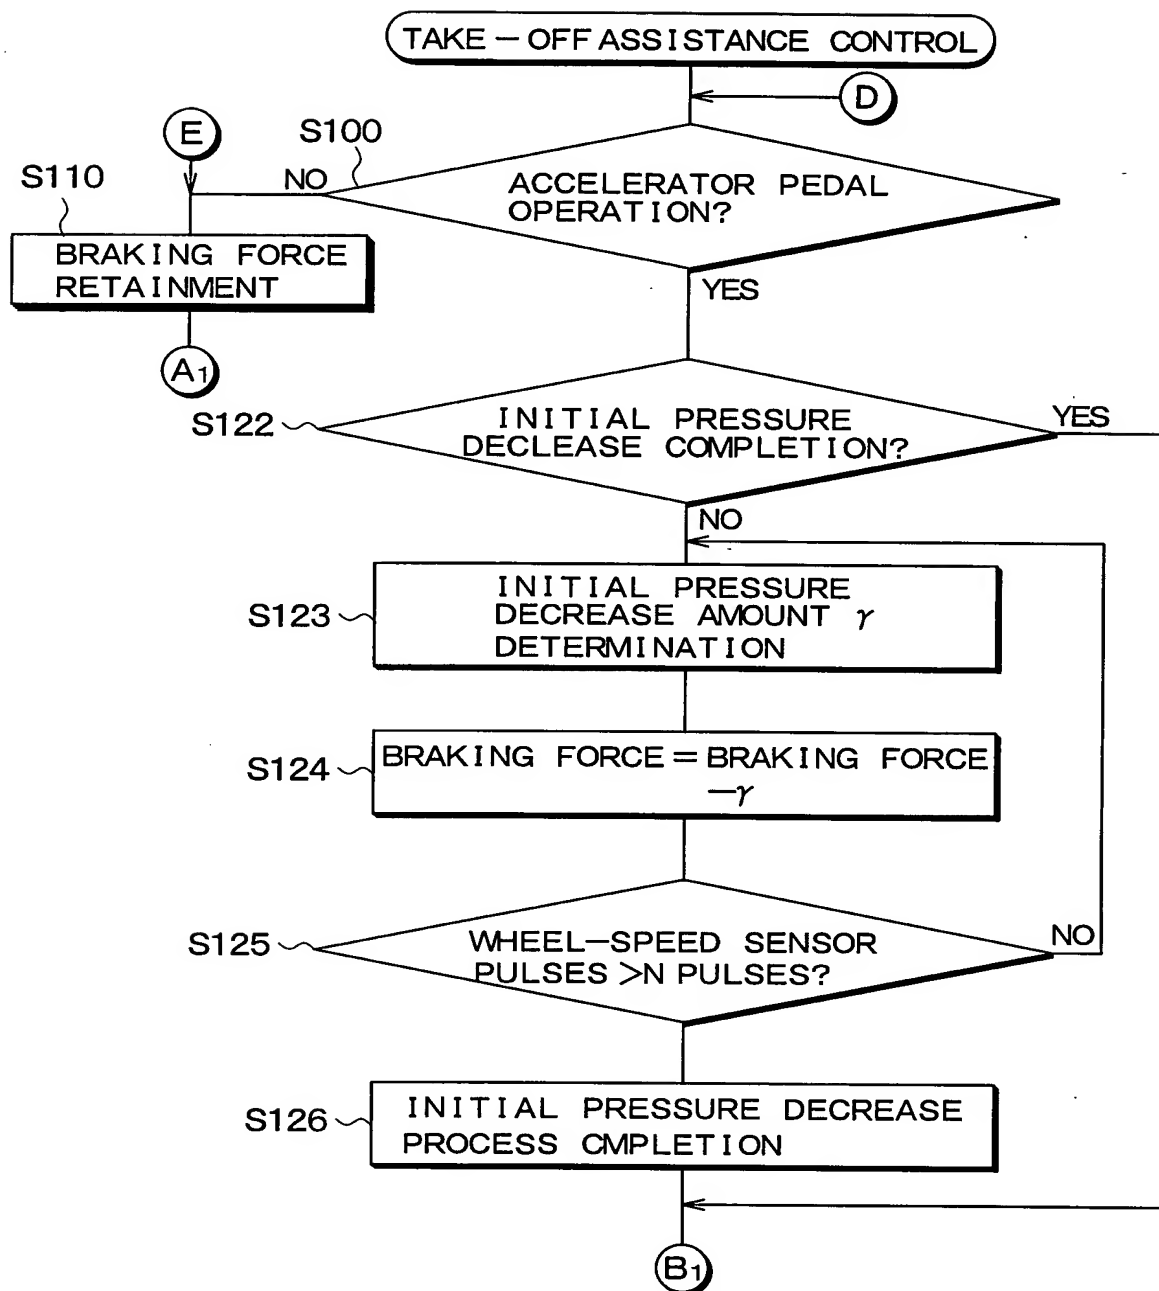 TAKE-OFF ASSISTANCE CONTROL
D
E
S100
NO
ACCELERATOR PEDAL
OPERATION?
S110
BRAKING FORCE
RETAINMENT
YES
A1
S122
INITIAL PRESSURE
DECLEASE COMPLETION?
YES
NO
S123
INITIAL PRESSURE
DECREASE AMOUNT γ
DETERMINATION
S124
BRAKING FORCE=BRAKING FORCE
-γ
S125
WHEEL-SPEED SENSOR
PULSES >N PULSES?
NO
S126
INITIAL PRESSURE DECREASE
PROCESS CMPLETION
B1